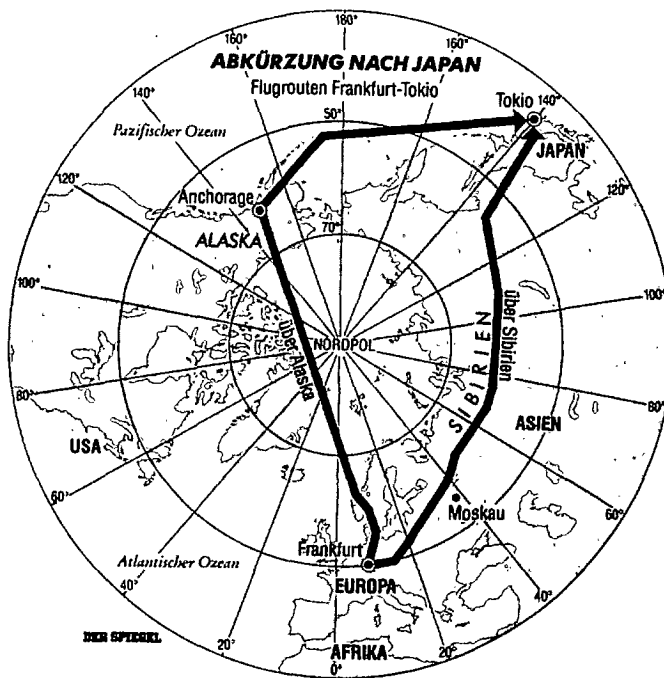 180°
160°
160°
ABKÜRZUNG NACH JAPAN
Flugrouten Frankfurt-Tokio
140°
Tokio
140°
50°
Pazifischer Ozean
JAPAN
120°
120°
Anchorage
ALASKA
70°
100°
100°
über Sibirien
NORDPOL
über Alaska
SIBIRIEN
80°
80°
USA
ASIEN
60°
60°
Moskau
Frankfurt
Atlantischer Ozean
EUROPA
40°
40°
DER SPIEGEL
20°
AFRIKA
20°
0°